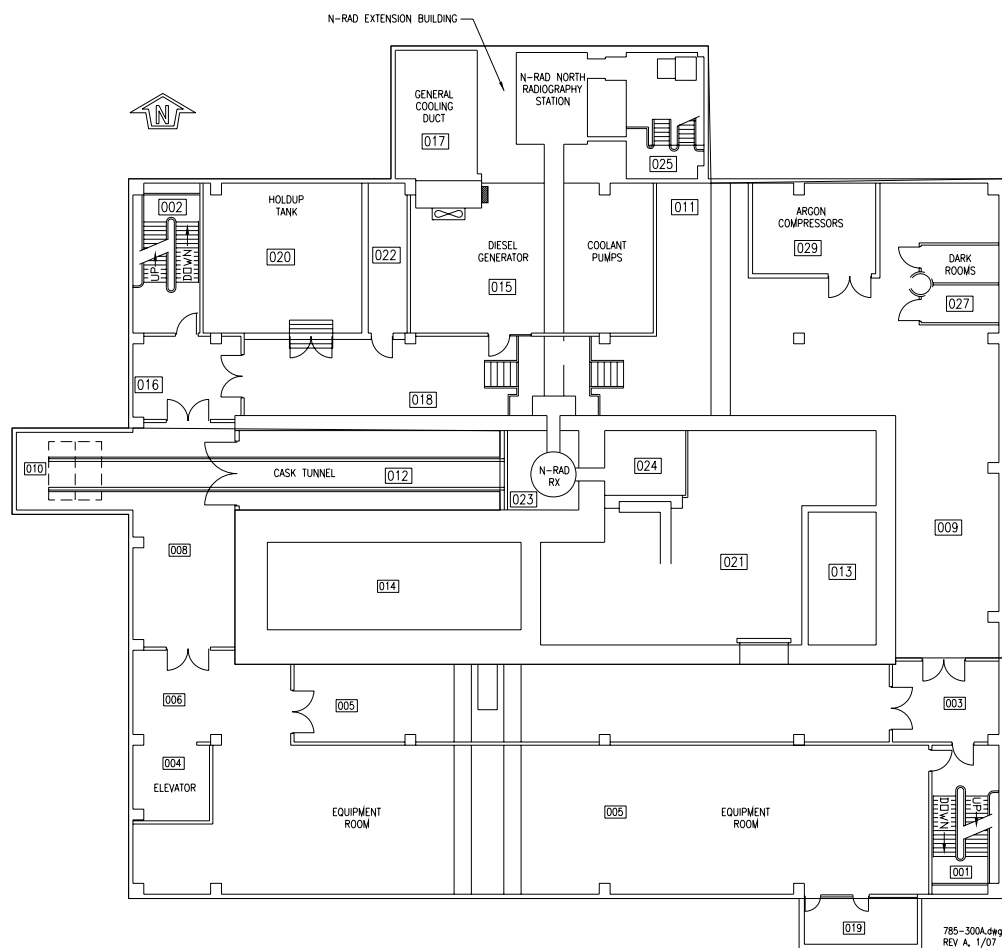 N-RAD EXTENSION BUILDING
N
GENERAL
COOLING
DUCT
017
N-RAD NORTH
RADIOGRAPHY
STATION
025
002
UP
DOWN
HOLDUP
TANK
020
022
DIESEL
GENERATOR
015
COOLANT
PUMPS
011
ARGON
COMPRESSORS
029
DARK
ROOMS
027
016
018
010
CASK TUNNEL
012
023
N-RAD
RX
024
009
008
014
021
013
006
005
003
004
ELEVATOR
EQUIPMENT
ROOM
005
EQUIPMENT
ROOM
DOWN
UP
001
019
785-300A.dwg
REV A, 1/07